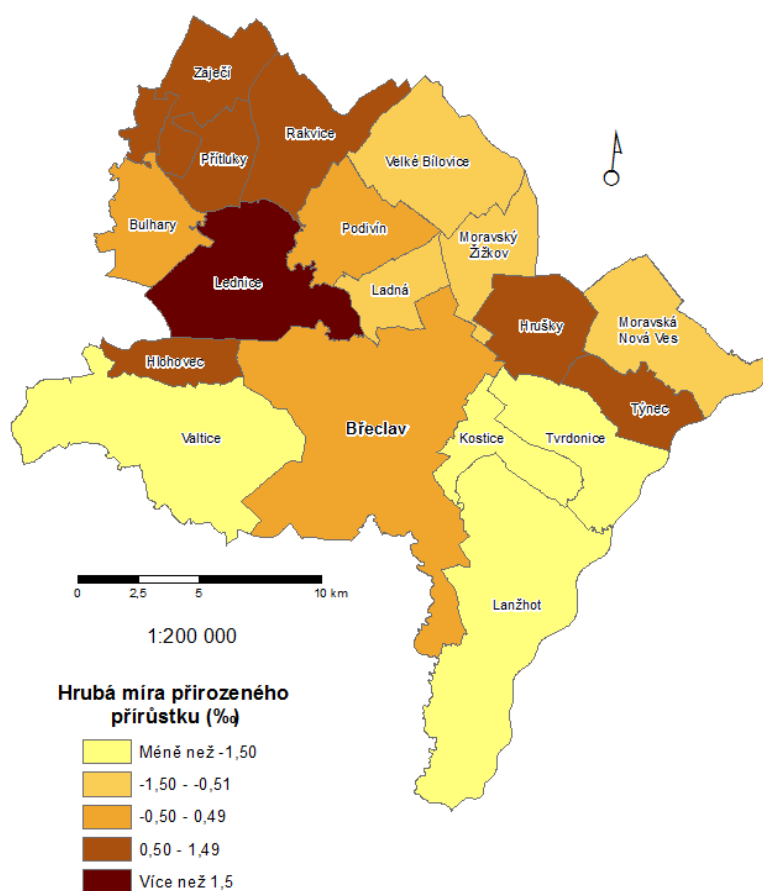 Zaječí
Rakvice
Přítluky
Velké Bílovice
Bulhary
Podivín
Moravský
Žižkov
Lednice
Ladná
Hrušky
Moravská
Nová Ves
Hlohovec
Týnec
Břeclav
Valtice
Kostice
Tvrdonice
0 2,5 5 10 km
Lanžhot
1:200 000
Hrubá míra přirozeného
přírůstku (‰)
Méně než -1,50
-1,50 - -0,51
-0,50 - 0,49
0,50 - 1,49
Více než 1,5